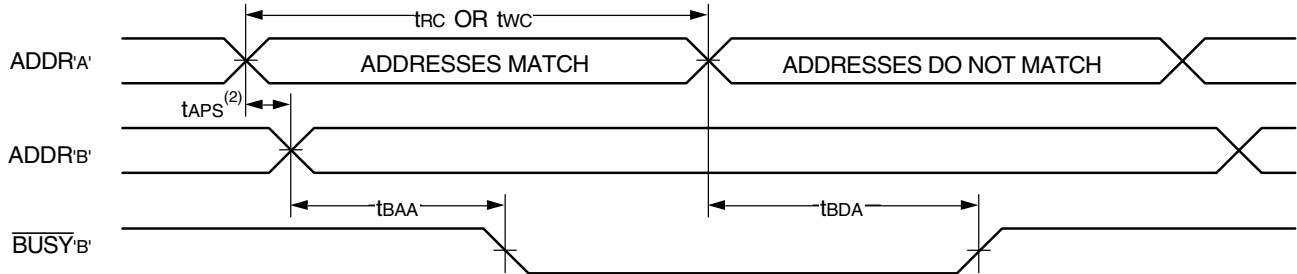 tRC OR tWC
ADDR'A'
ADDRESSES MATCH
ADDRESSES DO NOT MATCH
tAPS(2)
ADDR'B'
tBAA
tBDA
BUSY'B'